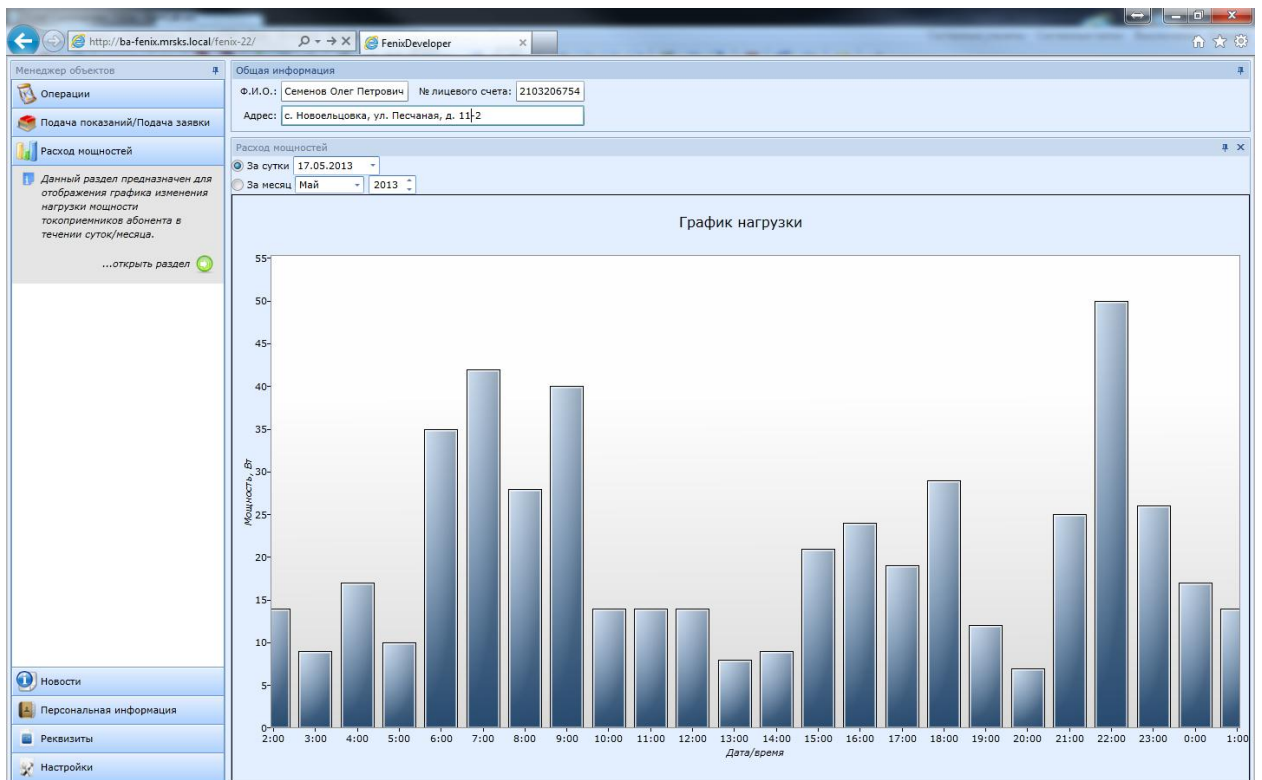 http://ba-fenix.mrsks.local/fenix-22/
FenixDeveloper
Менеджер объектов
Операции
Подача показаний/Подача заявки
Расход мощностей
Данный раздел предназначен для
отображения графика изменения
нагрузки мощности
токоприемников абонента в
течении суток/месяца.
...открыть раздел
Новости
Персональная информация
Реквизиты
Настройки
Общая информация
Ф.И.О.: Семенов Олег Петрович № лицевого счета: 2103206754
Адрес: с. Новоельцовка, ул. Песчаная, д. 11-2
Расход мощностей
За сутки 17.05.2013
За месяц Май 2013
График нагрузки
55
50
45
40
35
30
25
20
15
10
5
0
Мощность, Вт
2:00 3:00 4:00 5:00 6:00 7:00 8:00 9:00 10:00 11:00 12:00 13:00 14:00 15:00 16:00 17:00 18:00 19:00 20:00 21:00 22:00 23:00 0:00 1:00
Дата/время